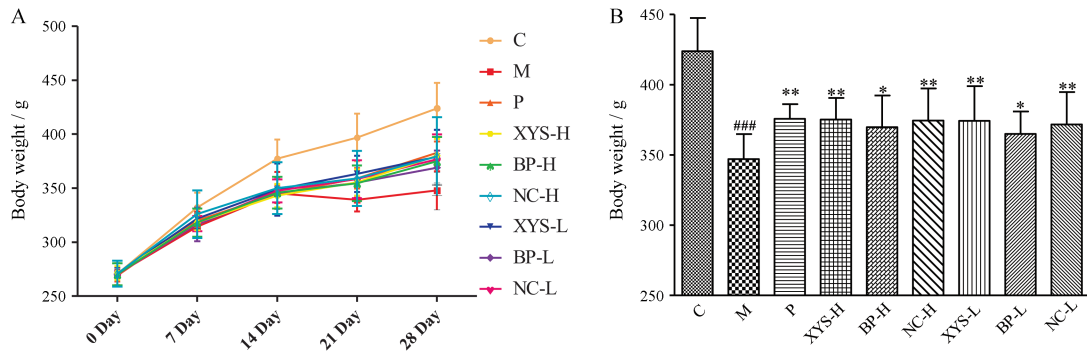 A
Body weight / g
500
450
400
350
300
250
0 Day
7 Day
14 Day
21 Day
28 Day
C
M
P
XYS-H
BP-H
NC-H
XYS-L
BP-L
NC-L
B
Body weight / g
450
400
350
300
250
###
**
**
*
**
**
*
**
C
M
P
XYS-H
BP-H
NC-H
XYS-L
BP-L
NC-L